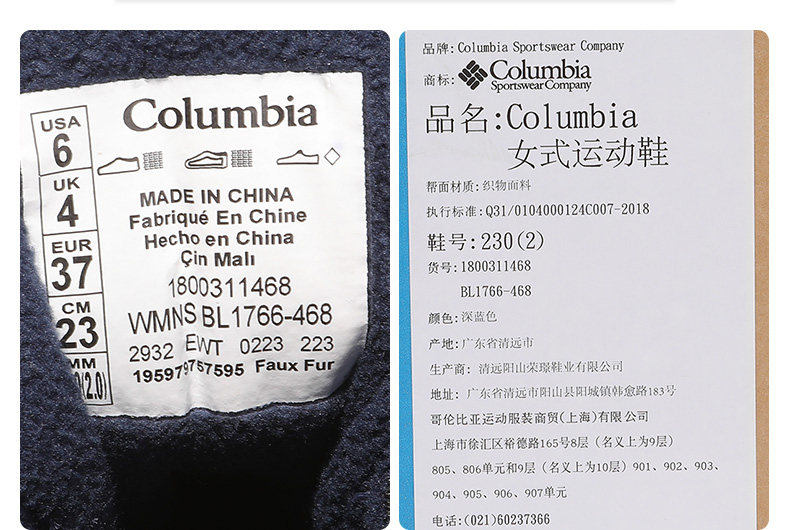 USA
6
UK
4
EUR
37
CM
23
Columbia
MADE IN CHINA
Fabriqué En Chine
Hecho en China
Çin Malı
1800311468
WMNS BL1766-468
2932 EWT 0223 223
Faux Fur
品牌: Columbia Sportswear Company
商标: Columbia
Sportswear Company
品名:Columbia
女式运动鞋
帮面材质: 织物面料
执行标准: Q31/0104000124C007-2018
鞋号:230(2)
货号: 1800311468
BL1766-468
颜色: 深蓝色
产地: 广东省清远市
生产商: 清远阳山荣璟鞋业有限公司
地址: 广东省清远市阳山县阳城镇韩愈路183号
哥伦比亚运动服装商贸(上海)有限公司
上海市徐汇区裕德路165号8层（名义上为9层）
805、806单元和9层（名义上为10层）901、902、903、
904、905、906、907单元
电话: (021)60237366